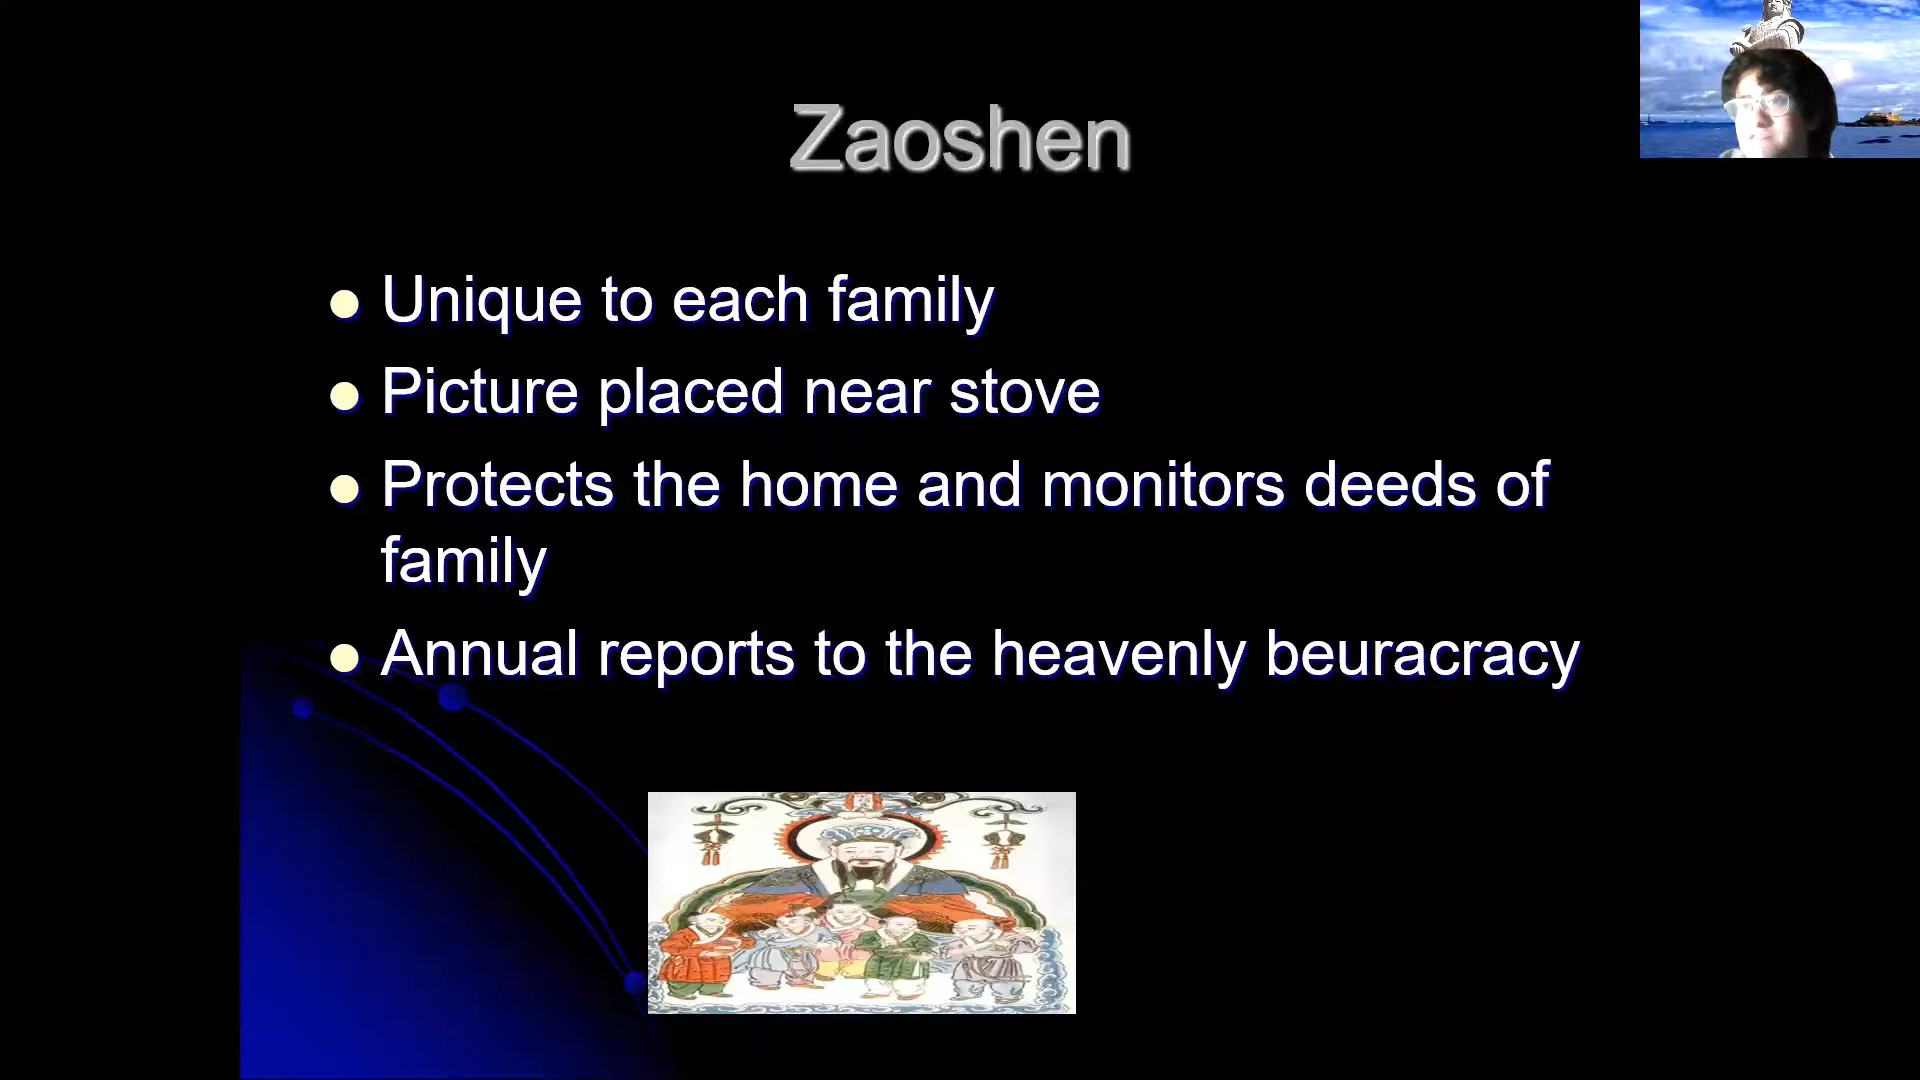 Zaoshen
Unique to each family
Picture placed near stove
Protects the home and monitors deeds of
family
Annual reports to the heavenly beuracracy